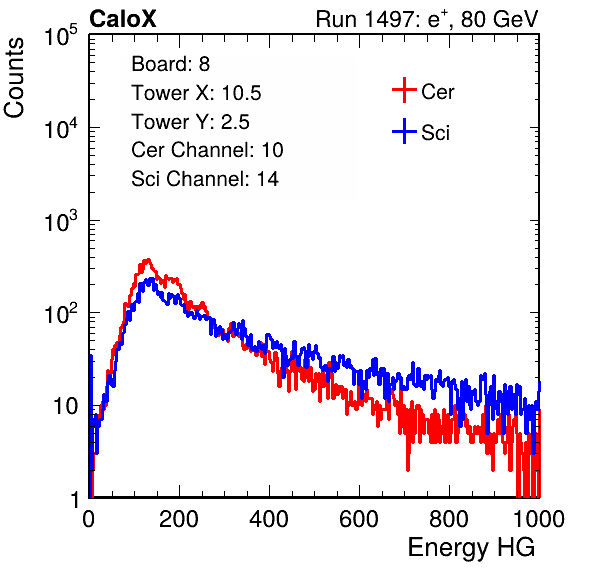 CaloX Run 1497: e⁺, 80 GeV
Counts
Board: 8
Tower X: 10.5
Tower Y: 2.5
Cer Channel: 10
Sci Channel: 14
Cer
Sci
10⁵
10⁴
10³
10²
10
1
0 200 400 600 800 1000
Energy HG